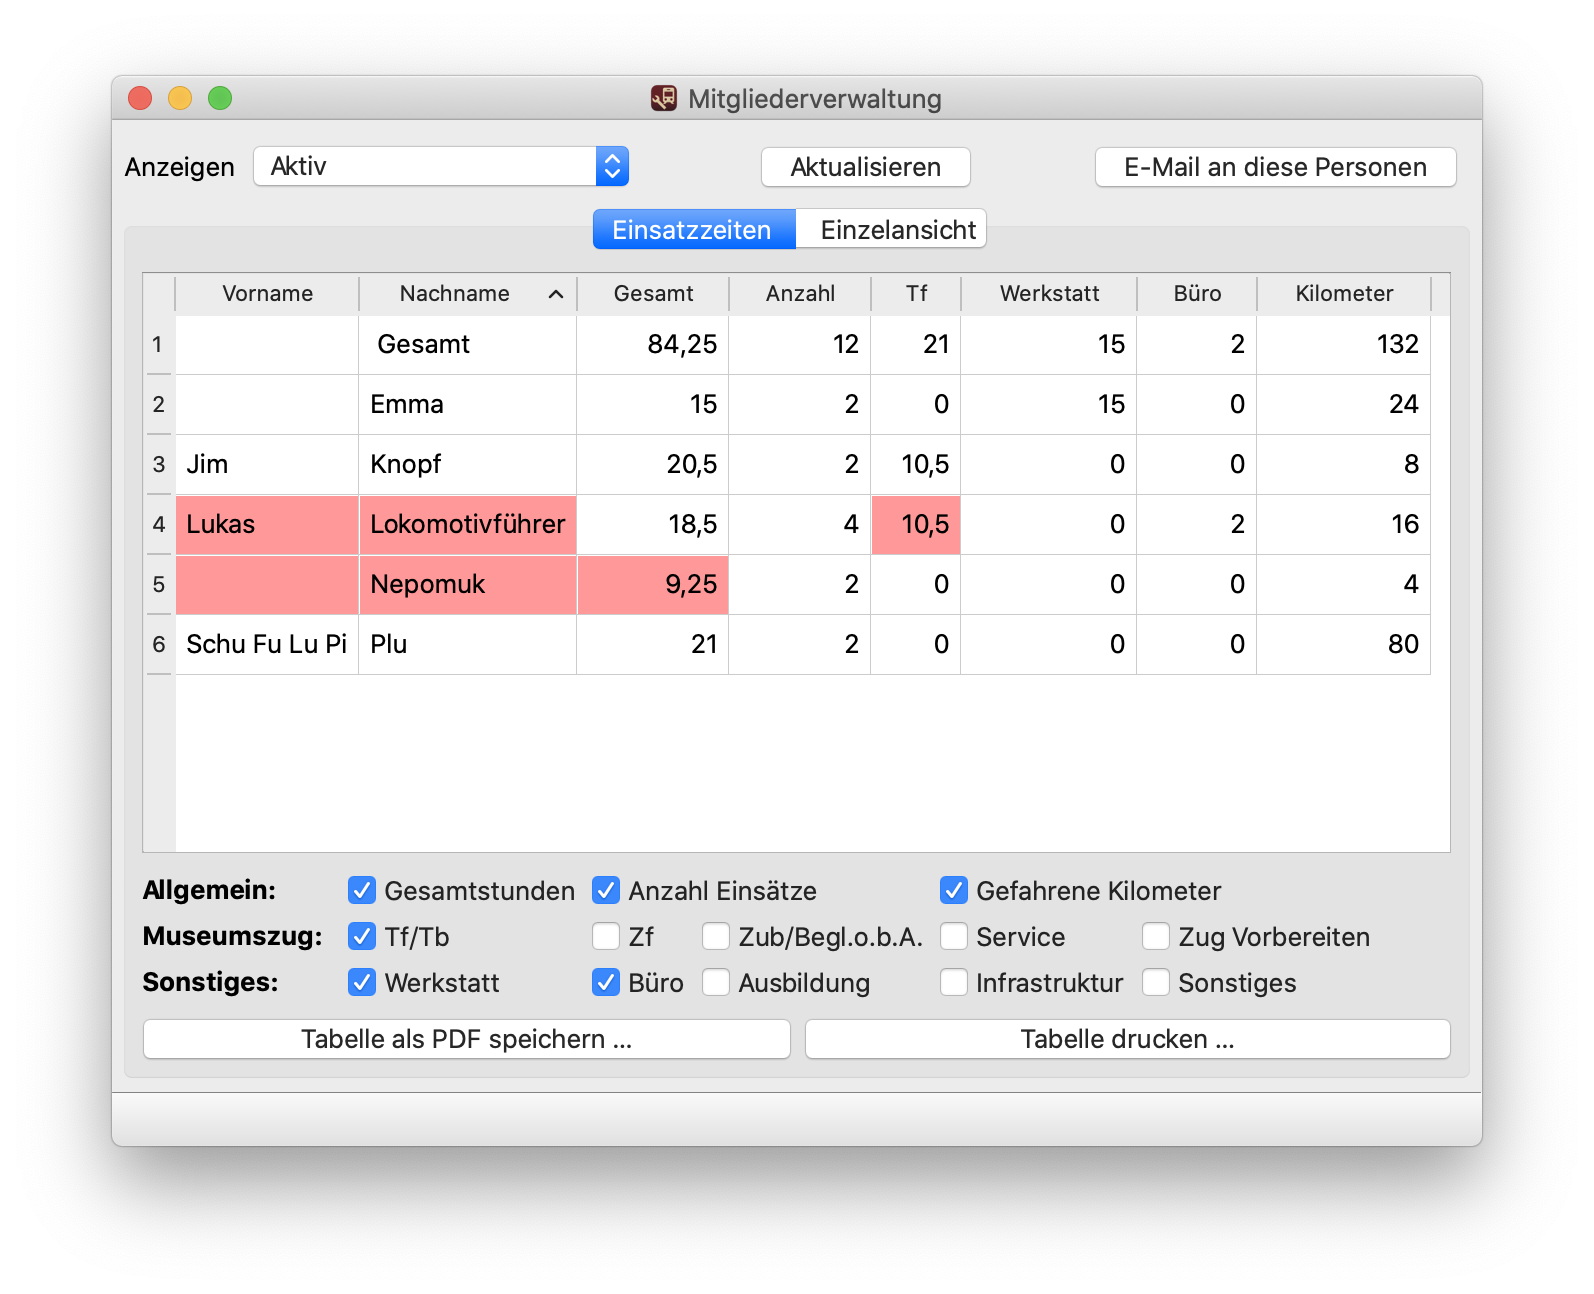 Mitgliederverwaltung
Anzeigen Aktiv Aktualisieren E-Mail an diese Personen
Einsatzzeiten Einzelansicht
Vorname Nachname Gesamt Anzahl Tf Werkstatt Büro Kilometer
1 Gesamt 84,25 12 21 15 2 132
2 Emma 15 2 0 15 0 24
3 Jim Knopf 20,5 2 10,5 0 0 8
4 Lukas Lokomotivführer 18,5 4 10,5 0 2 16
5 Nepomuk 9,25 2 0 0 0 4
6 Schu Fu Lu Pi Plu 21 2 0 0 0 80
Allgemein: Gesamtstunden Anzahl Einsätze Gefahrene Kilometer
Museumszug: Tf/Tb Zf Zub/Begl.o.b.A. Service Zug Vorbereiten
Sonstiges: Werkstatt Büro Ausbildung Infrastruktur Sonstiges
Tabelle als PDF speichern ... Tabelle drucken ...